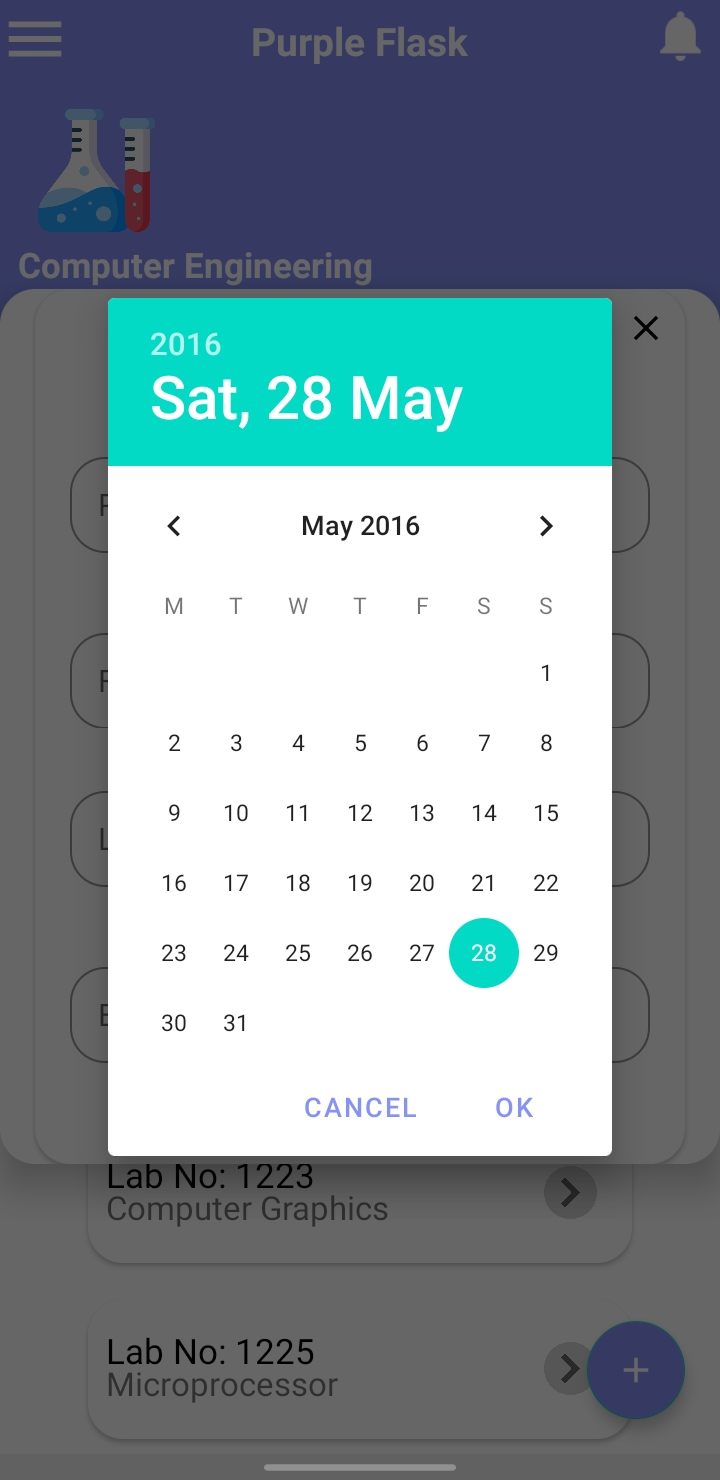 Purple Flask
Computer Engineering
2016
Sat, 28 May
May 2016
M T W T F S S
1
2 3 4 5 6 7 8
9 10 11 12 13 14 15
16 17 18 19 20 21 22
23 24 25 26 27 28 29
30 31
CANCEL OK
Lab No: 1223
Computer Graphics
Lab No: 1225
Microprocessor